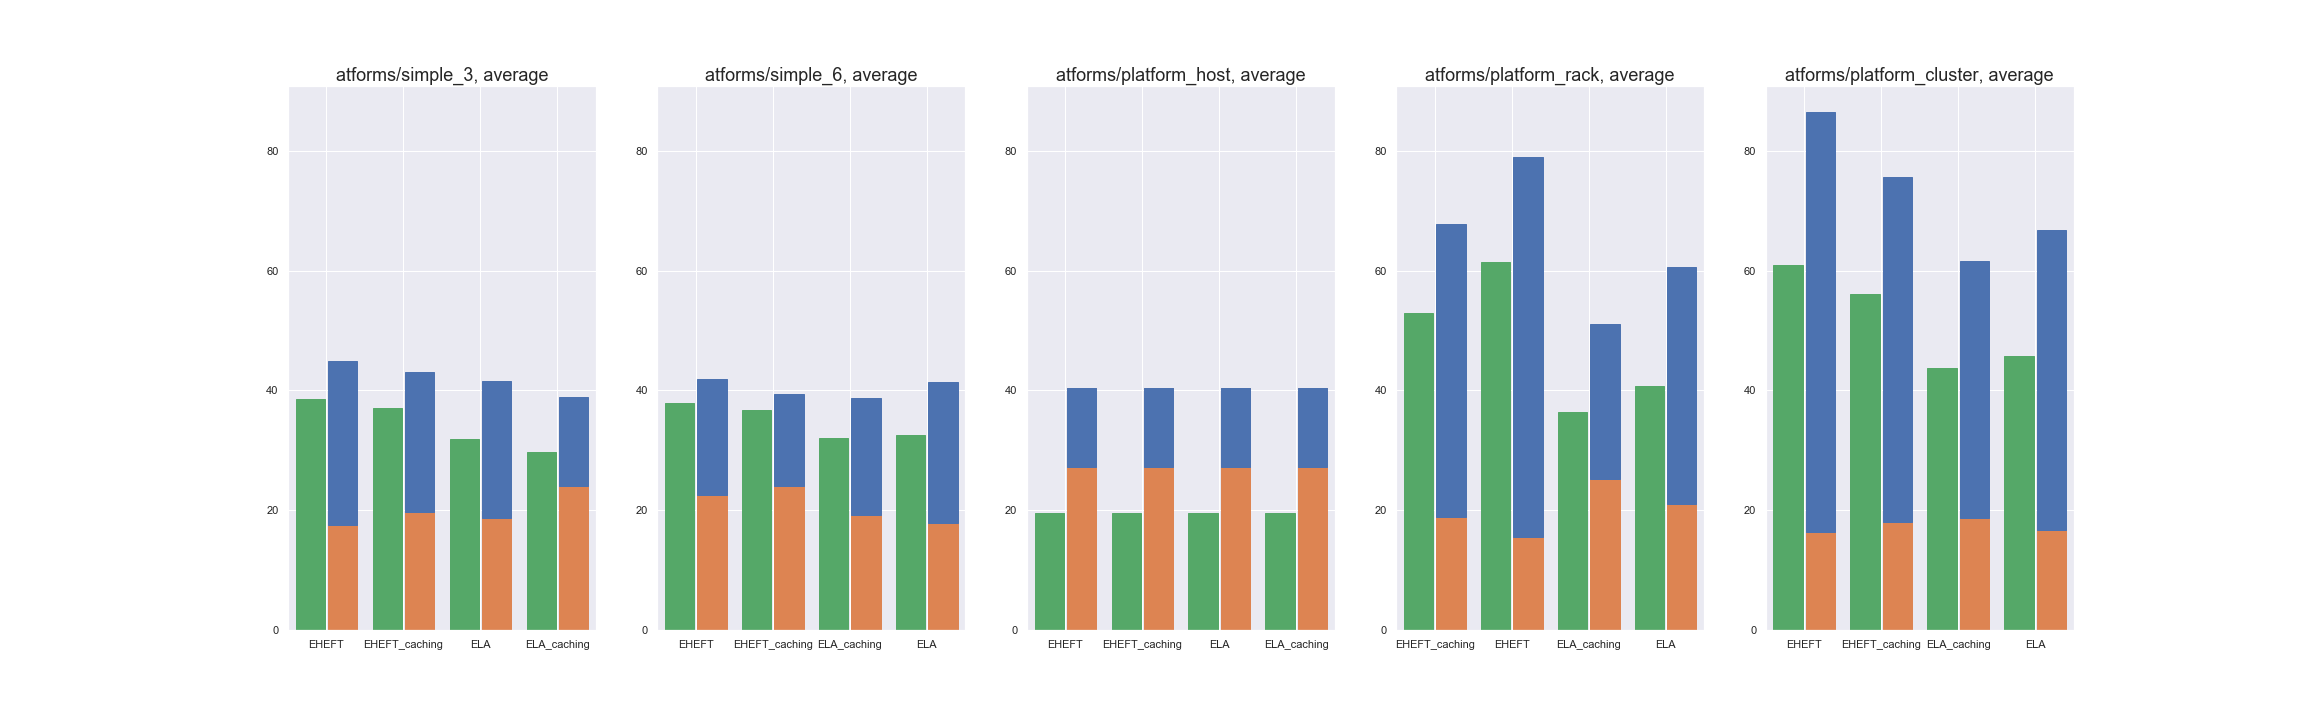 atforms/simple_3, average
80
60
40
20
0
EHEFT EHEFT_caching ELA ELA_caching
atforms/simple_6, average
80
60
40
20
0
EHEFT EHEFT_caching ELA_caching ELA
atforms/platform_host, average
80
60
40
20
0
EHEFT EHEFT_caching ELA ELA_caching
atforms/platform_rack, average
80
60
40
20
0
EHEFT_caching EHEFT ELA_caching ELA
atforms/platform_cluster, average
80
60
40
20
0
EHEFT EHEFT_caching ELA_caching ELA